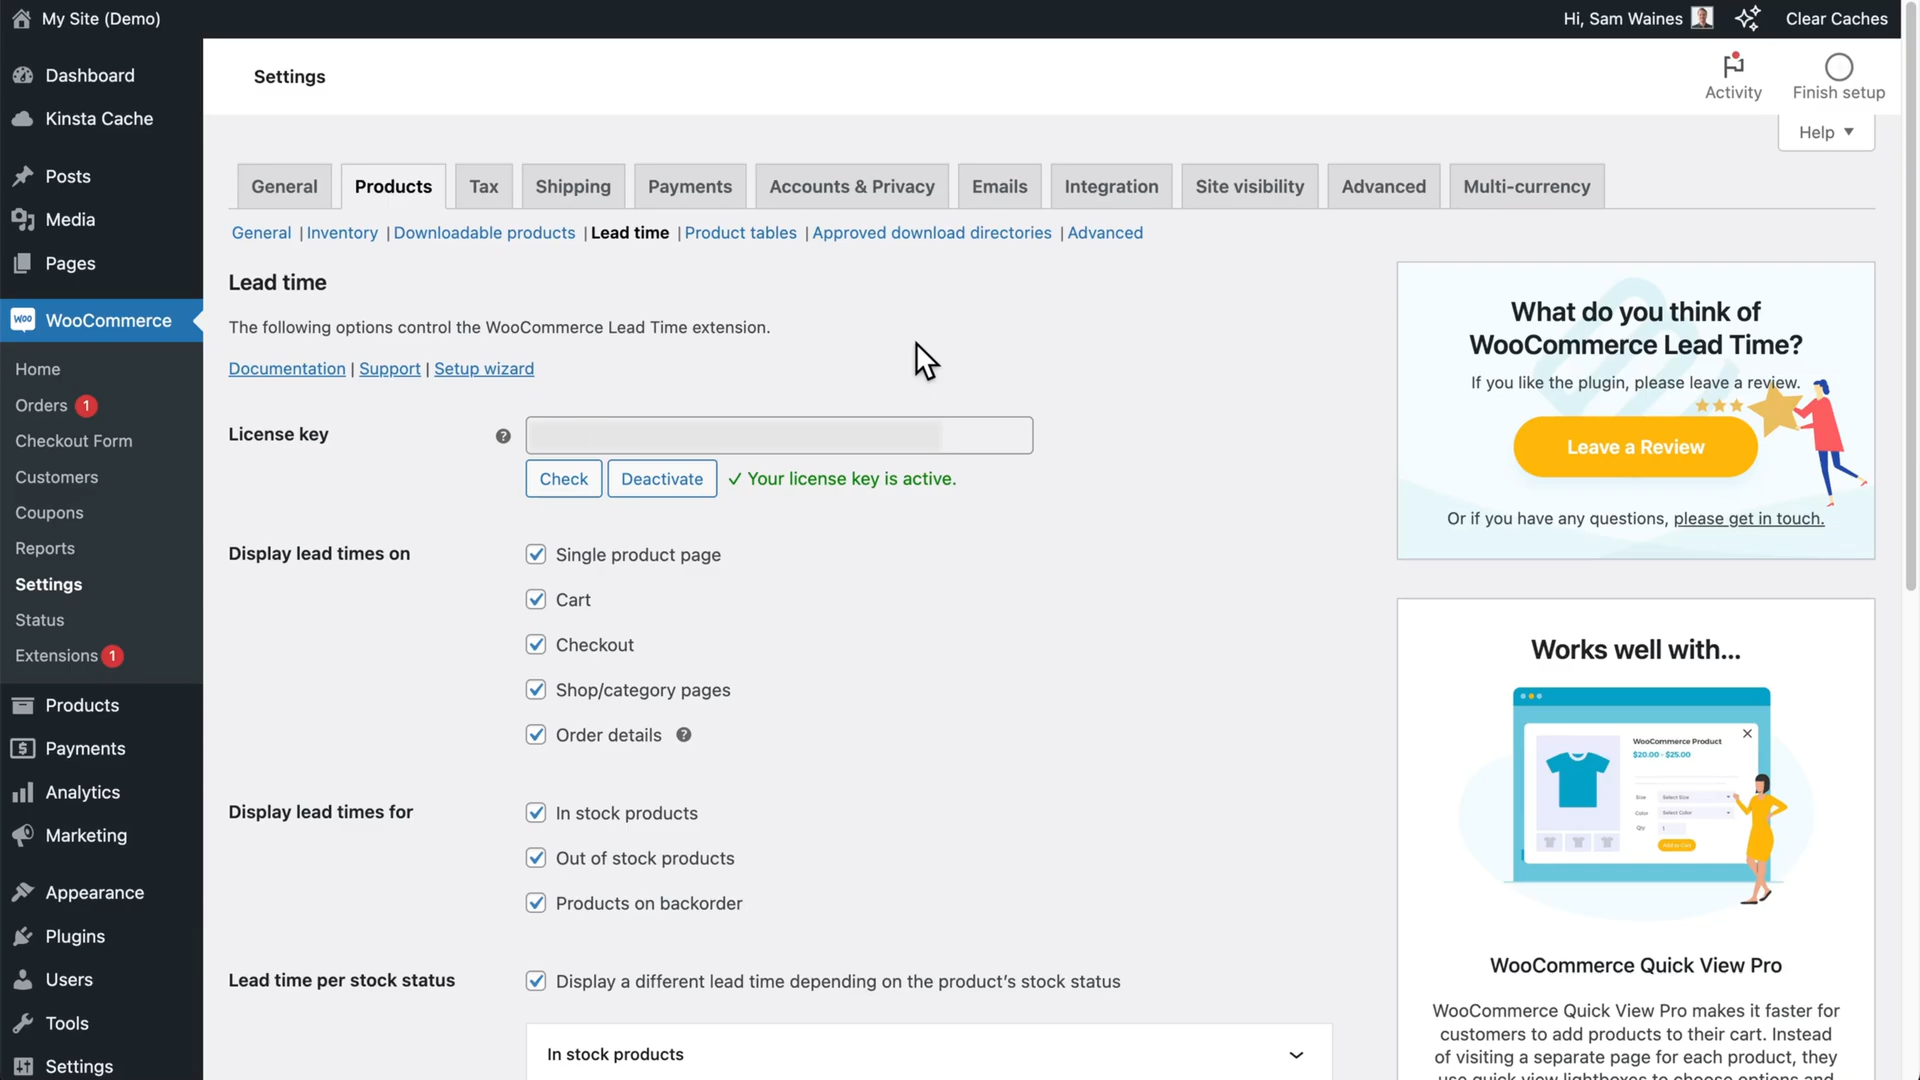 My Site (Demo)
Hi, Sam Waines
Clear Caches
Dashboard
Kinsta Cache
Posts
Media
Pages
WOO WooCommerce
Home
Orders 1
Checkout Form
Customers
Coupons
Reports
Settings
Status
Extensions 1
Products
Payments
Analytics
Marketing
Appearance
Plugins
Users
Tools
Settings
Settings
Activity
Finish setup
Help
General
Products
Tax
Shipping
Payments
Accounts & Privacy
Emails
Integration
Site visibility
Advanced
Multi-currency
General | Inventory | Downloadable products | Lead time | Product tables | Approved download directories | Advanced
Lead time
The following options control the WooCommerce Lead Time extension.
Documentation | Support | Setup wizard
License key ?
Check Deactivate ✓ Your license key is active.
Display lead times on
Single product page
Cart
Checkout
Shop/category pages
Order details ?
Display lead times for
In stock products
Out of stock products
Products on backorder
Lead time per stock status
Display a different lead time depending on the product's stock status
In stock products
What do you think of
WooCommerce Lead Time?
If you like the plugin, please leave a review.
Leave a Review
Or if you have any questions, please get in touch.
Works well with...
WooCommerce Product
$20.00 - $25.00
Size Select Size
Color Select Color
Qty 1
Add to Cart
WooCommerce Quick View Pro
WooCommerce Quick View Pro makes it faster for
customers to add products to their cart. Instead
of visiting a separate page for each product, they
use quick view lightboxes to choose options and